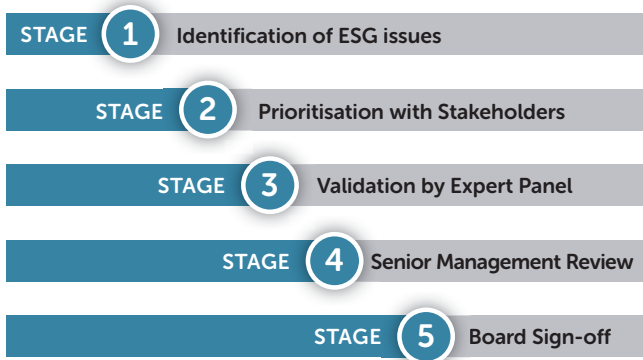 STAGE 1 Identification of ESG issues
STAGE 2 Prioritisation with Stakeholders
STAGE 3 Validation by Expert Panel
STAGE 4 Senior Management Review
STAGE 5 Board Sign-off